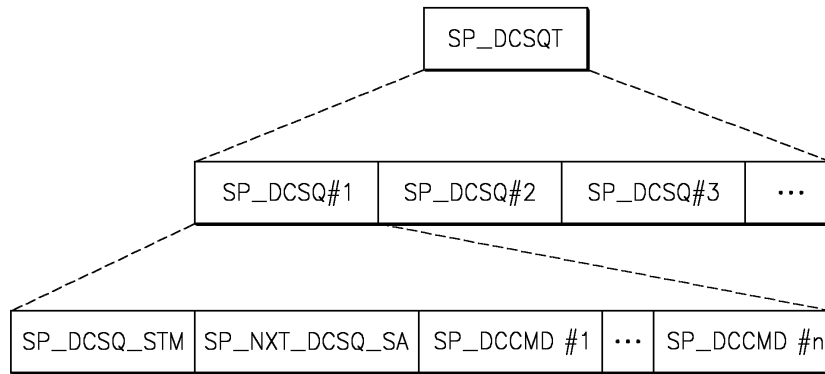 SP_DCSQT
SP_DCSQ#1 SP_DCSQ#2 SP_DCSQ#3 ...
SP_DCSQ_STM SP_NXT_DCSQ_SA SP_DCCMD #1 ... SP_DCCMD #n